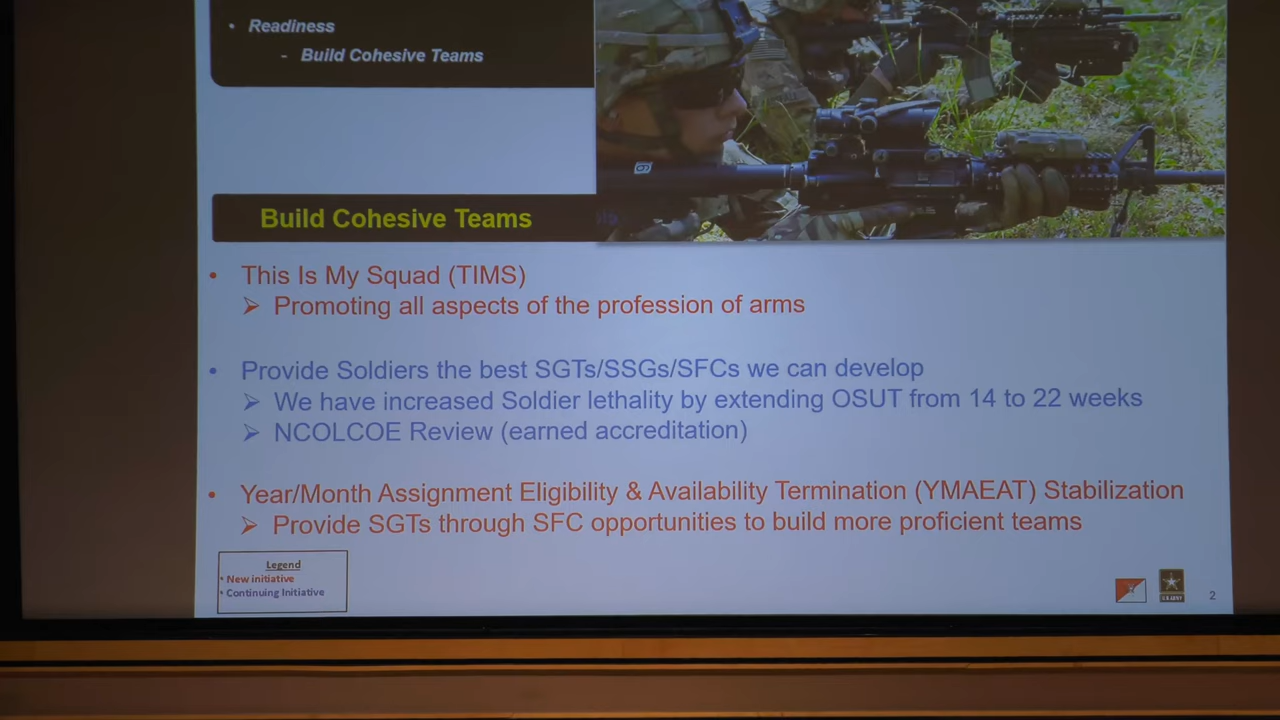 • Readiness
- Build Cohesive Teams
Build Cohesive Teams
• This Is My Squad (TIMS)
➢ Promoting all aspects of the profession of arms
• Provide Soldiers the best SGTs/SSGs/SFCs we can develop
➢ We have increased Soldier lethality by extending OSUT from 14 to 22 weeks
➢ NCOLCOE Review (earned accreditation)
• Year/Month Assignment Eligibility & Availability Termination (YMAEAT) Stabilization
➢ Provide SGTs through SFC opportunities to build more proficient teams
Legend
• New initiative
• Continuing Initiative
U.S. ARMY
2